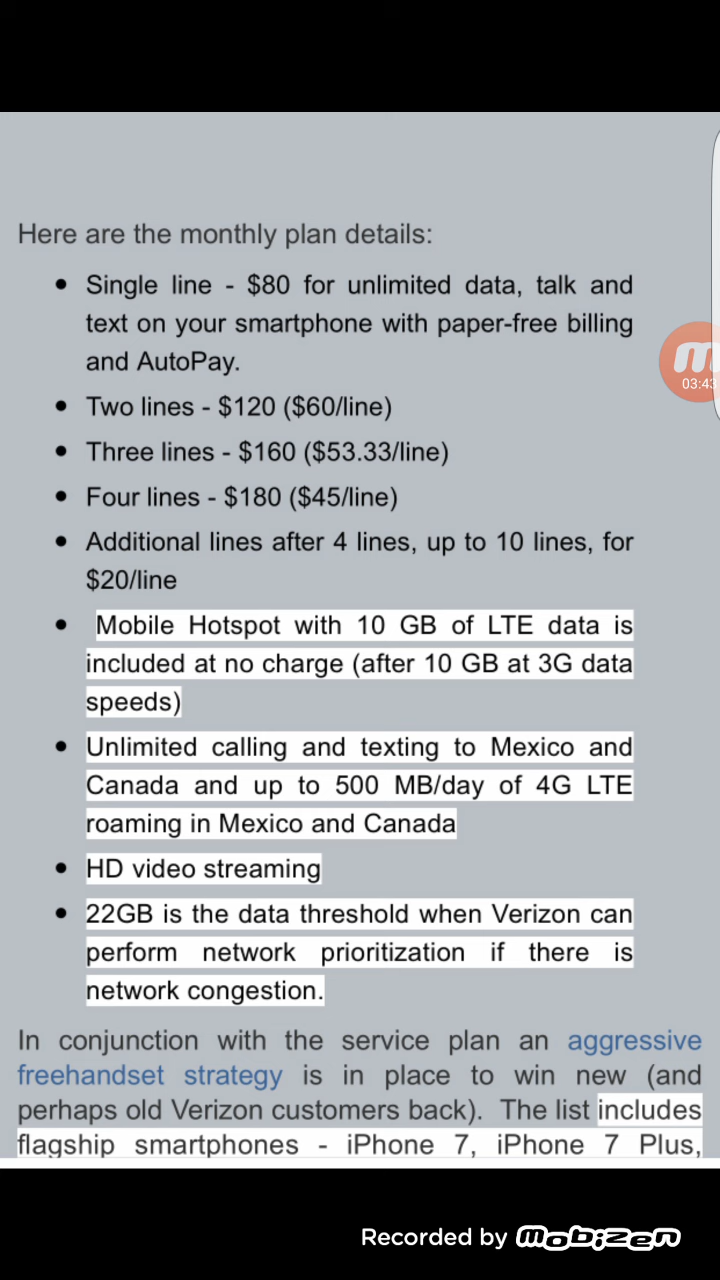 Here are the monthly plan details:
• Single line - $80 for unlimited data, talk and
text on your smartphone with paper-free billing
and AutoPay.
• Two lines - $120 ($60/line)
• Three lines - $160 ($53.33/line)
• Four lines - $180 ($45/line)
• Additional lines after 4 lines, up to 10 lines, for
$20/line
• Mobile Hotspot with 10 GB of LTE data is
included at no charge (after 10 GB at 3G data
speeds)
• Unlimited calling and texting to Mexico and
Canada and up to 500 MB/day of 4G LTE
roaming in Mexico and Canada
• HD video streaming
• 22GB is the data threshold when Verizon can
perform network prioritization if there is
network congestion.
In conjunction with the service plan an aggressive
freehandset strategy is in place to win new (and
perhaps old Verizon customers back). The list includes
flagship smartphones - iPhone 7, iPhone 7 Plus,
m
03:43
Recorded by Mobizen